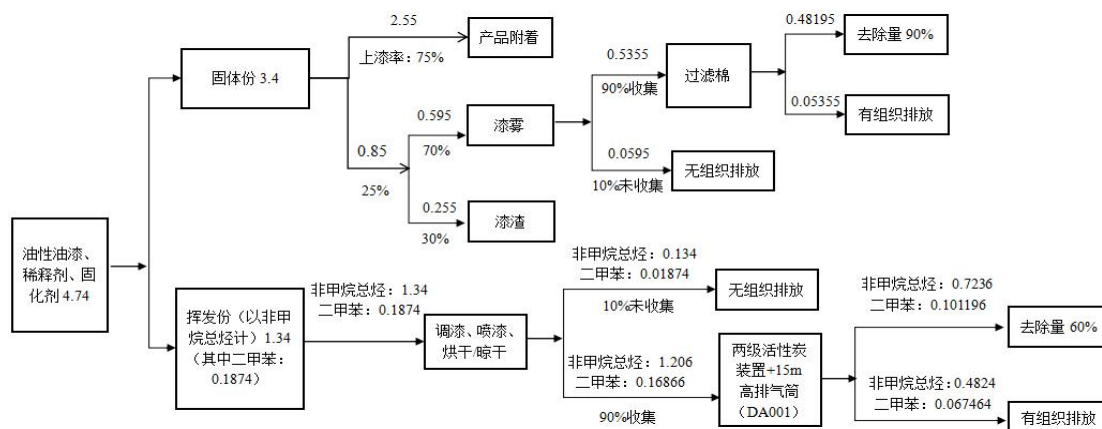 油性油漆、
稀释剂、固
化剂 4.74
固体份 3.4
2.55
上漆率：75%
产品附着
0.85
25%
0.595
70%
漆雾
0.255
30%
漆渣
0.5355
90%收集
过滤棉
0.0595
10%未收集
无组织排放
0.48195
去除量 90%
0.05355
有组织排放
挥发份（以非甲
烷总烃计）1.34
（其中二甲苯：
0.1874）
非甲烷总烃：1.34
二甲苯：0.1874
调漆、喷漆、
烘干/晾干
非甲烷总烃：0.134
二甲苯：0.01874
10%未收集
无组织排放
非甲烷总烃：1.206
二甲苯：0.16866
90%收集
两级活性炭
装置+15m
高排气筒
（DA001）
非甲烷总烃：0.7236
二甲苯：0.101196
去除量 60%
非甲烷总烃：0.4824
二甲苯：0.067464
有组织排放